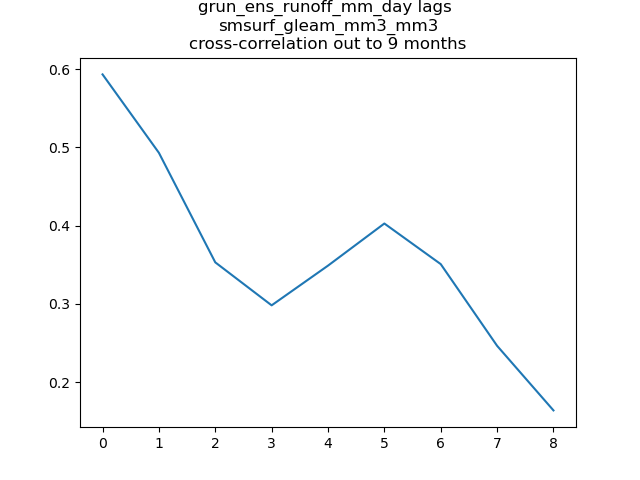 grun_ens_runoff_mm_day lags
smsurf_gleam_mm3_mm3
cross-correlation out to 9 months
0.6
0.5
0.4
0.3
0.2
0 1 2 3 4 5 6 7 8